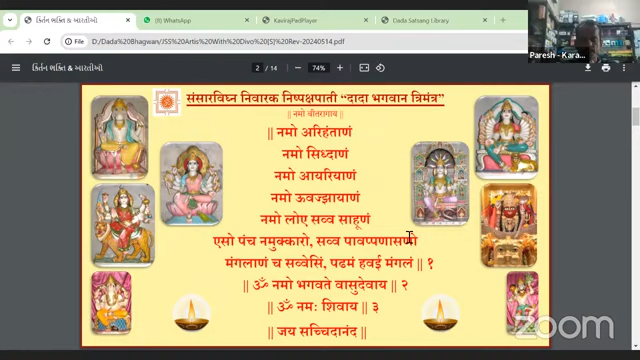 કિર્તન ભક્તિ & આરતીઓ
(1) WhatsApp
KavirajPadPlayer
Dada Satsang Library
File
D:/Dada%20Bhagwan/JSS%20Artis%20With%20Divo%20(S)%20Rev-20240514.pdf
Paresh - Kara...
કિર્તન ભક્તિ & આરતીઓ
2 / 14
74%
संसारविघ्न निवारक निष्पक्षपाती “दादा भगवान त्रिमंत्र”
|| नमो वीतरागाय ||
|| नमो अरिहंताणं
नमो सिध्दाणं
नमो आयरियाणं
नमो ऊवज्झायाणं
नमो लोए सव्व साहूणं
एसो पंच नमुक्कारो, सव्व पावप्पणासणो
मंगलाणं च सव्वेसिं, पढमं हवई मंगलं || १
|| ॐ नमो भगवते वासुदेवाय || २
|| ॐ नमः शिवाय || ३
|| जय सच्चिदानंद ||
zoom